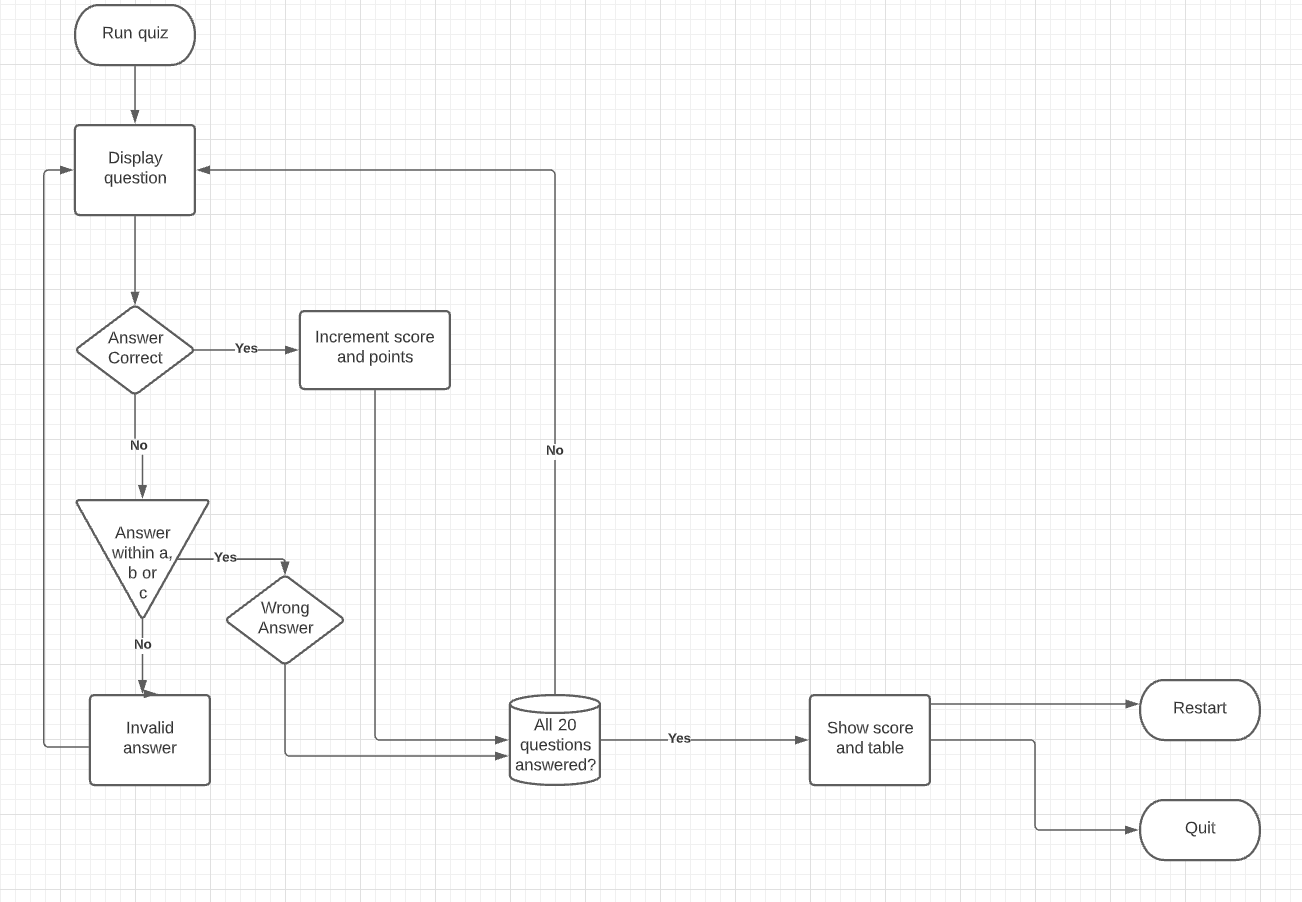 Run quiz
Display
question
Answer
Correct
Yes
Increment score
and points
No
No
Answer
within a,
b or
c
Yes
Wrong
Answer
No
Invalid
answer
All 20
questions
answered?
Yes
Show score
and table
Restart
Quit